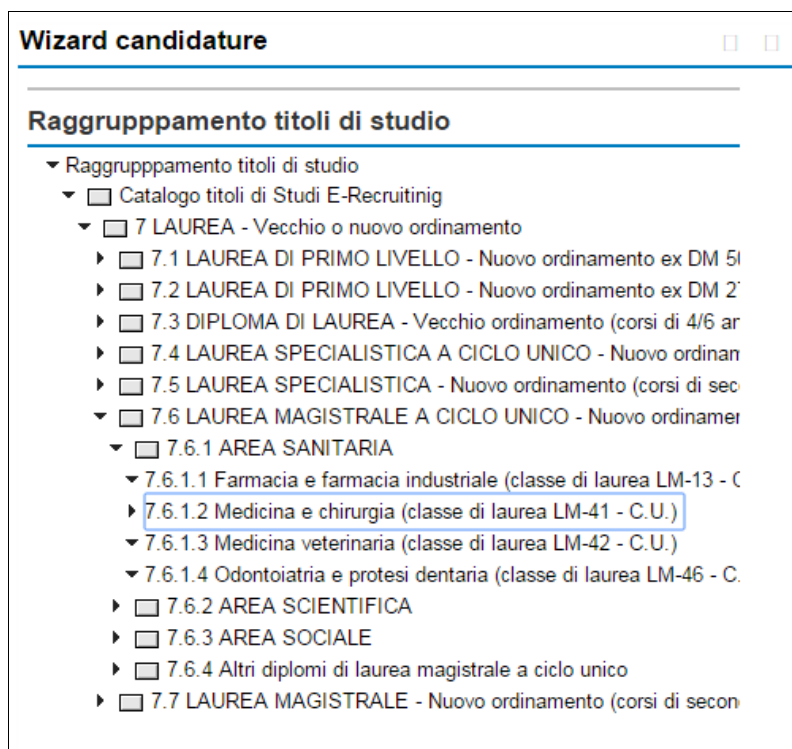 Wizard candidature
Raggrupppamento titoli di studio
Raggrupppamento titoli di studio
Catalogo titoli di Studi E-Recruitinig
7 LAUREA - Vecchio o nuovo ordinamento
7.1 LAUREA DI PRIMO LIVELLO - Nuovo ordinamento ex DM
7.2 LAUREA DI PRIMO LIVELLO - Nuovo ordinamento ex DM
7.3 DIPLOMA DI LAUREA - Vecchio ordinamento (corsi di 4/6
7.4 LAUREA SPECIALISTICA A CICLO UNICO - Nuovo
7.5 LAUREA SPECIALISTICA - Nuovo ordinamento (corsi di
7.6 LAUREA MAGISTRALE A CICLO UNICO - Nuovo
7.6.1 AREA SANITARIA
7.6.1.1 Farmacia e farmacia industriale (classe di laurea LM-13 -
7.6.1.2 Medicina e chirurgia (classe di laurea LM-41 - C.U.)
7.6.1.3 Medicina veterinaria (classe di laurea LM-42 - C.U.)
7.6.1.4 Odontoiatria e protesi dentaria (classe di laurea LM-46 - C.
7.6.2 AREA SCIENTIFICA
7.6.3 AREA SOCIALE
7.6.4 Altri diplomi di laurea magistrale a ciclo unico
7.7 LAUREA MAGISTRALE - Nuovo ordinamento (corsi di